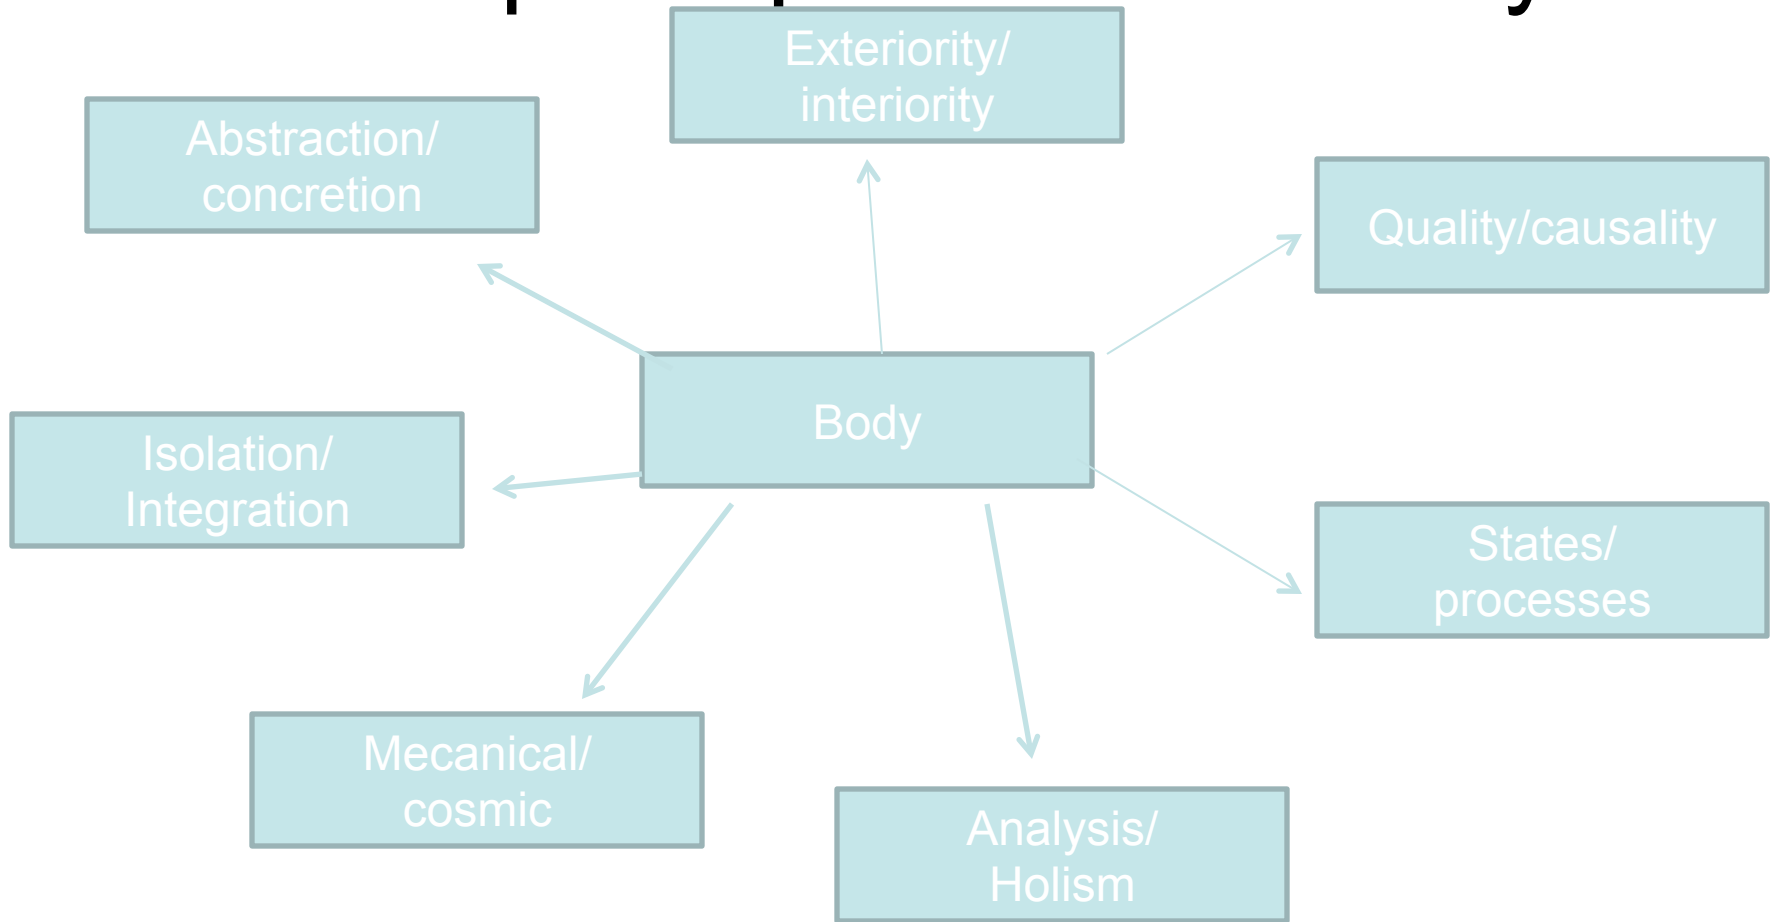 Exteriority/
interiority
Abstraction/
concretion
Quality/causality
Body
Isolation/
Integration
States/
processes
Mecanical/
cosmic
Analysis/
Holism